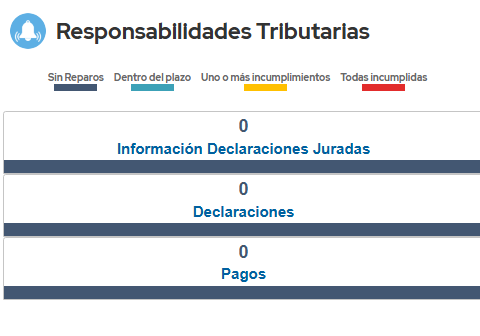 Responsabilidades Tributarias
Sin Reparos Dentro del plazo Uno o más incumplimientos Todas incumplidas
0
Información Declaraciones Juradas
0
Declaraciones
0
Pagos